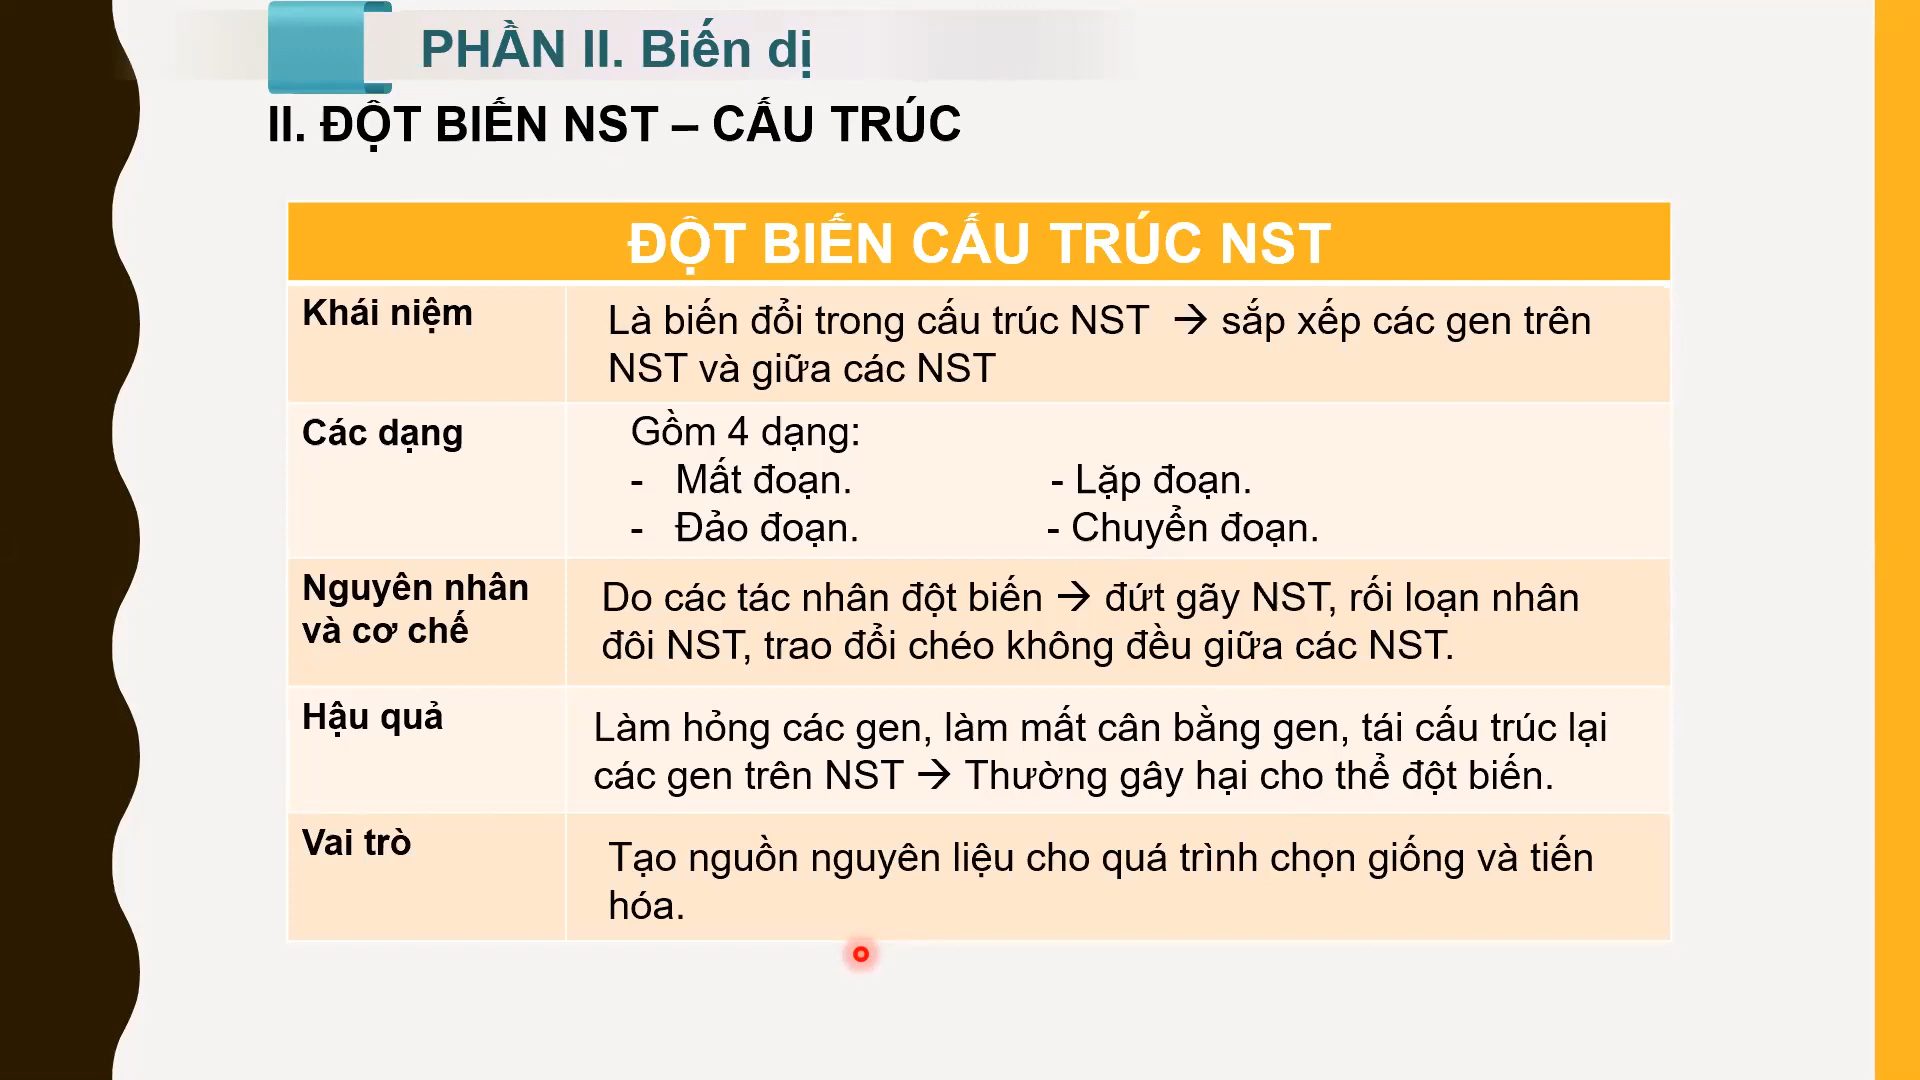 PHẦN II. Biến dị
II. ĐỘT BIẾN NST – CẤU TRÚC
ĐỘT BIẾN CẤU TRÚC NST
Khái niệm
Là biến đổi trong cấu trúc NST → sắp xếp các gen trên
NST và giữa các NST
Các dạng
Gồm 4 dạng:
- Mất đoạn. - Lặp đoạn.
- Đảo đoạn. - Chuyển đoạn.
Nguyên nhân
và cơ chế
Do các tác nhân đột biến → đứt gãy NST, rối loạn nhân
đôi NST, trao đổi chéo không đều giữa các NST.
Hậu quả
Làm hỏng các gen, làm mất cân bằng gen, tái cấu trúc lại
các gen trên NST → Thường gây hại cho thể đột biến.
Vai trò
Tạo nguồn nguyên liệu cho quá trình chọn giống và tiến
hóa.